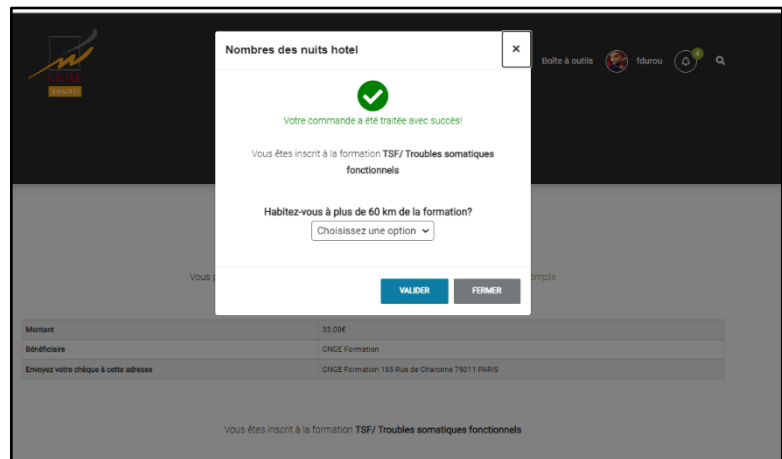 CNGE
FORMATION
Boîte à outils
fdurou
4
Nombres des nuits hotel
×
Votre commande a été traitée avec succès!
Vous êtes inscrit à la formation TSF/ Troubles somatiques
fonctionnels
Habitez-vous à plus de 60 km de la formation?
Choisissez une option
VALIDER
FERMER
Vous
ompte
Montant
33.00€
Bénéficiaire
CNGE Formation
Envoyez votre chèque à cette adresse
CNGE Formation 155 Rue de Charonne 75011 PARIS
Vous êtes inscrit à la formation TSF/ Troubles somatiques fonctionnels